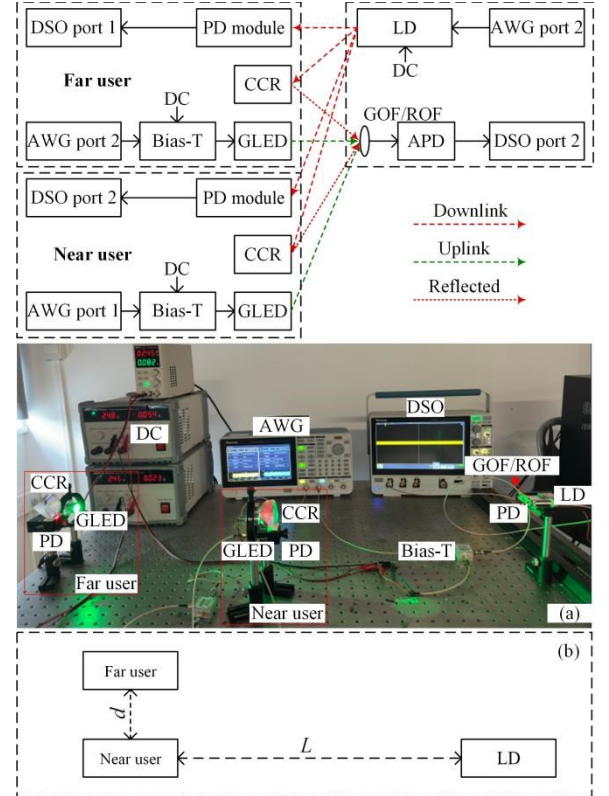 DSO port 1
PD module
LD
AWG port 2
DC
Far user
CCR
DC
GOF/ROF
AWG port 2
Bias-T
GLED
APD
DSO port 2
DSO port 2
PD module
Downlink
Near user
CCR
Uplink
DC
Reflected
AWG port 1
Bias-T
GLED
DSO
AWG
DC
GOF/ROF
CCR
LD
GLED
CCR
PD
PD
GLED
PD
Bias-T
Far user
Near user
(a)
(b)
Far user
d
L
Near user
LD